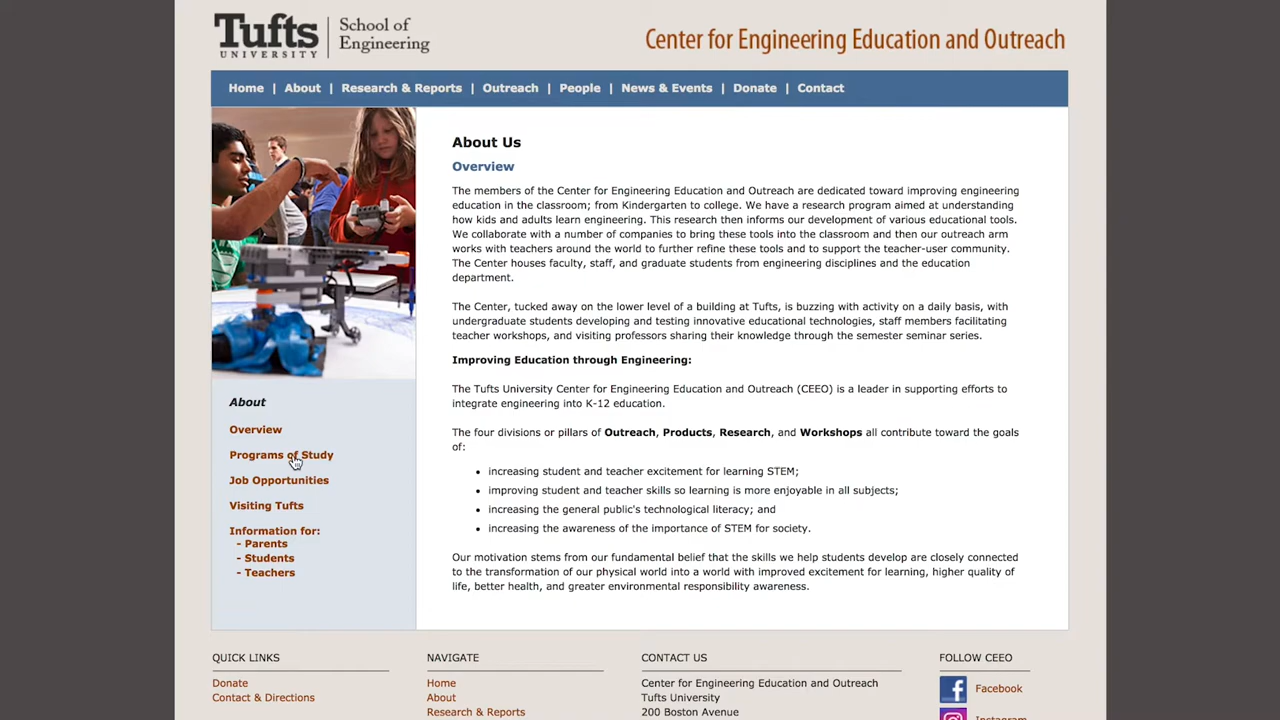 Tufts
UNIVERSITY
School of
Engineering
Center for Engineering Education and Outreach
Home | About | Research & Reports | Outreach | People | News & Events | Donate | Contact
About Us
Overview
The members of the Center for Engineering Education and Outreach are dedicated toward improving engineering
education in the classroom; from Kindergarten to college. We have a research program aimed at understanding
how kids and adults learn engineering. This research then informs our development of various educational tools.
We collaborate with a number of companies to bring these tools into the classroom and then our outreach arm
works with teachers around the world to further refine these tools and to support the teacher-user community.
The Center houses faculty, staff, and graduate students from engineering disciplines and the education
department.
The Center, tucked away on the lower level of a building at Tufts, is buzzing with activity on a daily basis, with
undergraduate students developing and testing innovative educational technologies, staff members facilitating
teacher workshops, and visiting professors sharing their knowledge through the semester seminar series.
Improving Education through Engineering:
The Tufts University Center for Engineering Education and Outreach (CEEO) is a leader in supporting efforts to
integrate engineering into K-12 education.
The four divisions or pillars of Outreach, Products, Research, and Workshops all contribute toward the goals
of:
• increasing student and teacher excitement for learning STEM;
• improving student and teacher skills so learning is more enjoyable in all subjects;
• increasing the general public's technological literacy; and
• increasing the awareness of the importance of STEM for society.
Our motivation stems from our fundamental belief that the skills we help students develop are closely connected
to the transformation of our physical world into a world with improved excitement for learning, higher quality of
life, better health, and greater environmental responsibility awareness.
About
Overview
Programs of Study
Job Opportunities
Visiting Tufts
Information for:
- Parents
- Students
- Teachers
QUICK LINKS
Donate
Contact & Directions
NAVIGATE
Home
About
Research & Reports
CONTACT US
Center for Engineering Education and Outreach
Tufts University
200 Boston Avenue
FOLLOW CEEO
Facebook
Instagram